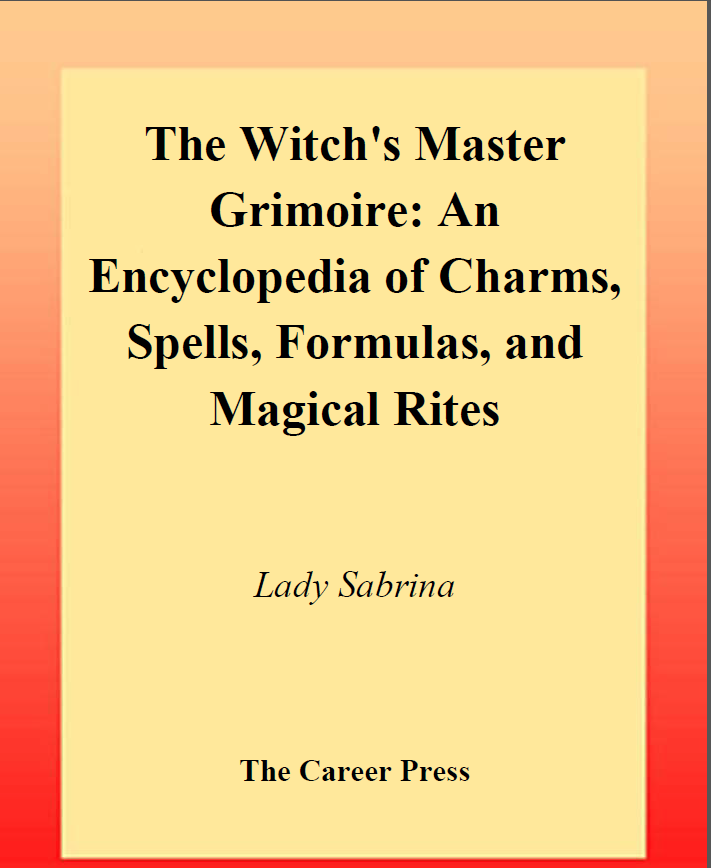 The Witch's Master
Grimoire: An
Encyclopedia of Charms,
Spells, Formulas, and
Magical Rites
Lady Sabrina
The Career Press